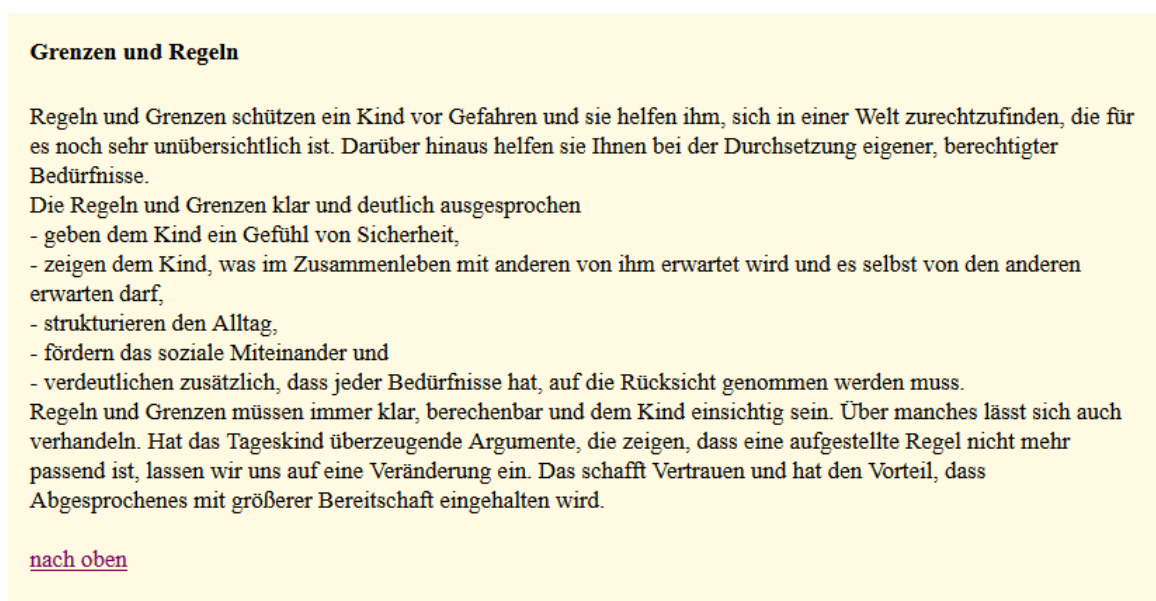 Grenzen und Regeln
Regeln und Grenzen schützen ein Kind vor Gefahren und sie helfen ihm, sich in einer Welt zurechtzufinden, die für
es noch sehr unübersichtlich ist. Darüber hinaus helfen sie Ihnen bei der Durchsetzung eigener, berechtigter
Bedürfnisse.
Die Regeln und Grenzen klar und deutlich ausgesprochen
- geben dem Kind ein Gefühl von Sicherheit,
- zeigen dem Kind, was im Zusammenleben mit anderen von ihm erwartet wird und es selbst von den anderen
erwarten darf,
- strukturieren den Alltag,
- fördern das soziale Miteinander und
- verdeutlichen zusätzlich, dass jeder Bedürfnisse hat, auf die Rücksicht genommen werden muss.
Regeln und Grenzen müssen immer klar, berechenbar und dem Kind einsichtig sein. Über manches lässt sich auch
verhandeln. Hat das Tageskind überzeugende Argumente, die zeigen, dass eine aufgestellte Regel nicht mehr
passend ist, lassen wir uns auf eine Veränderung ein. Das schafft Vertrauen und hat den Vorteil, dass
Abgesprochenes mit größerer Bereitschaft eingehalten wird.
nach oben